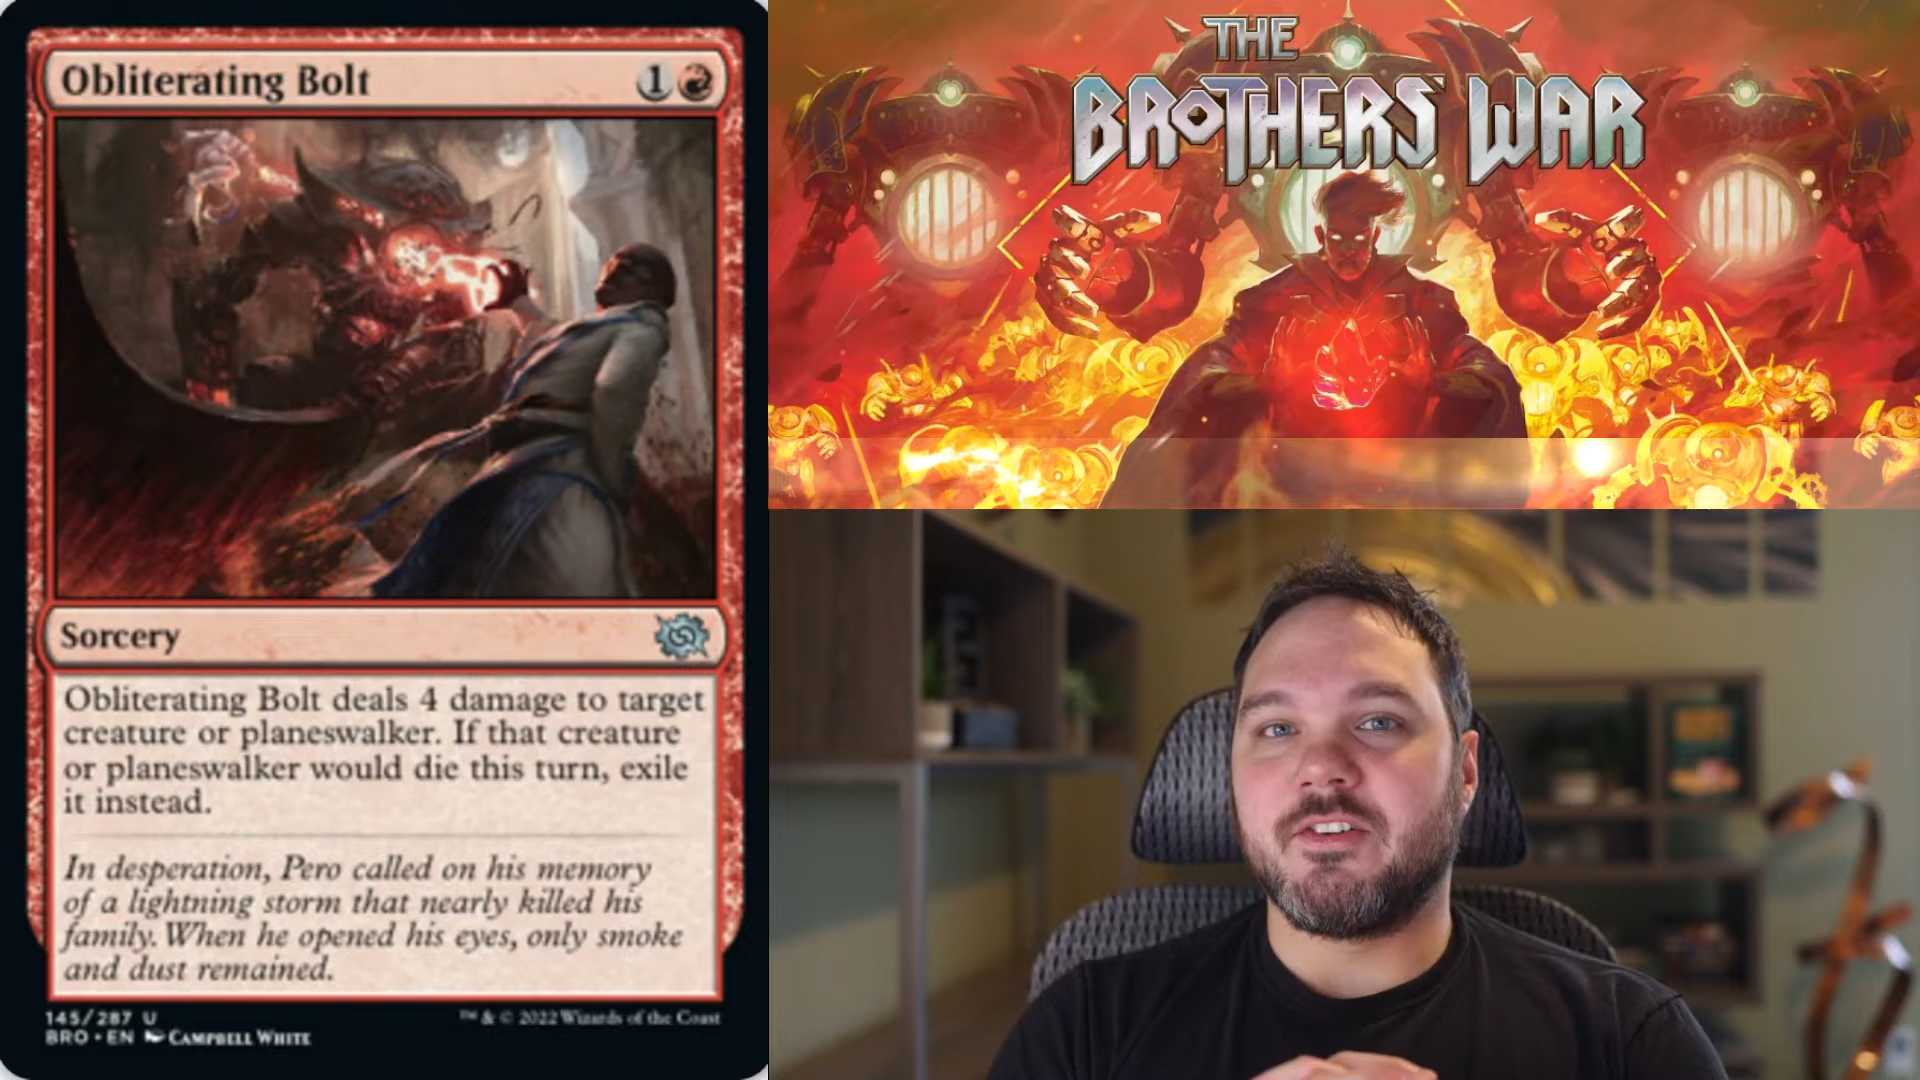 Obliterating Bolt
1
Sorcery
Obliterating Bolt deals 4 damage to target
creature or planeswalker. If that creature
or planeswalker would die this turn, exile
it instead.
In desperation, Pero called on his memory
of a lightning storm that nearly killed his
family. When he opened his eyes, only smoke
and dust remained.
145/287 U
BRO • EN CAMPBELL WHITE
™ & © 2022 Wizards of the Coast
THE
BROTHERS' WAR